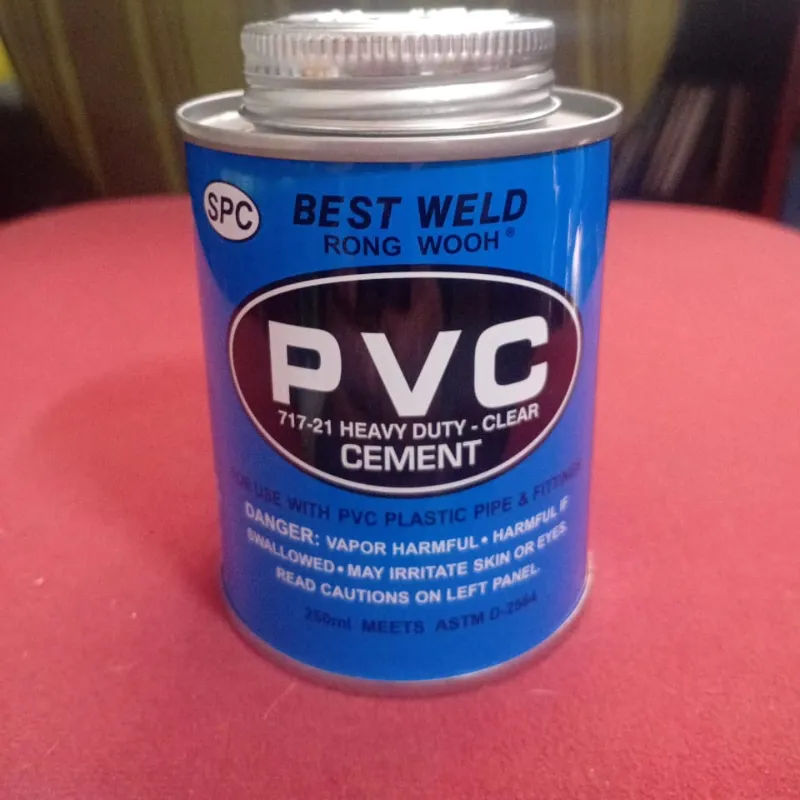 SPC
BEST WELD
RONG WOOH®
PVC
717-21 HEAVY DUTY - CLEAR
CEMENT
FOR USE WITH PVC PLASTIC PIPE & FITTINGS
DANGER: VAPOR HARMFUL • HARMFUL IF
SWALLOWED • MAY IRRITATE SKIN OR EYES.
READ CAUTIONS ON LEFT PANEL.
250ml MEETS ASTM D-2564